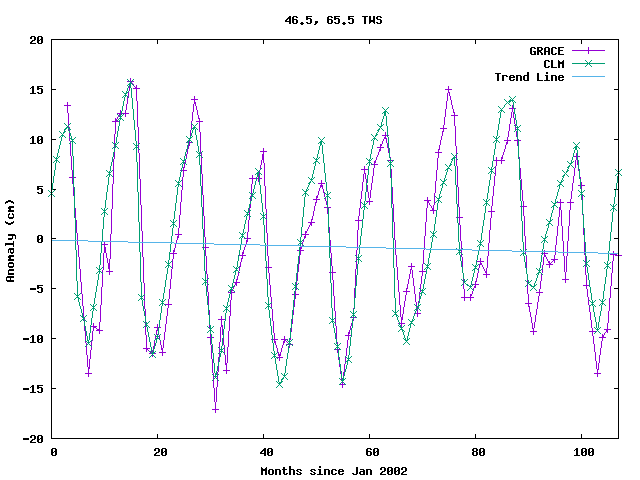 46.5, 65.5 TWS
GRACE
CLM
Trend Line
Anomaly (cm)
20
15
10
5
0
-5
-10
-15
-20
0 20 40 60 80 100
Months since Jan 2002